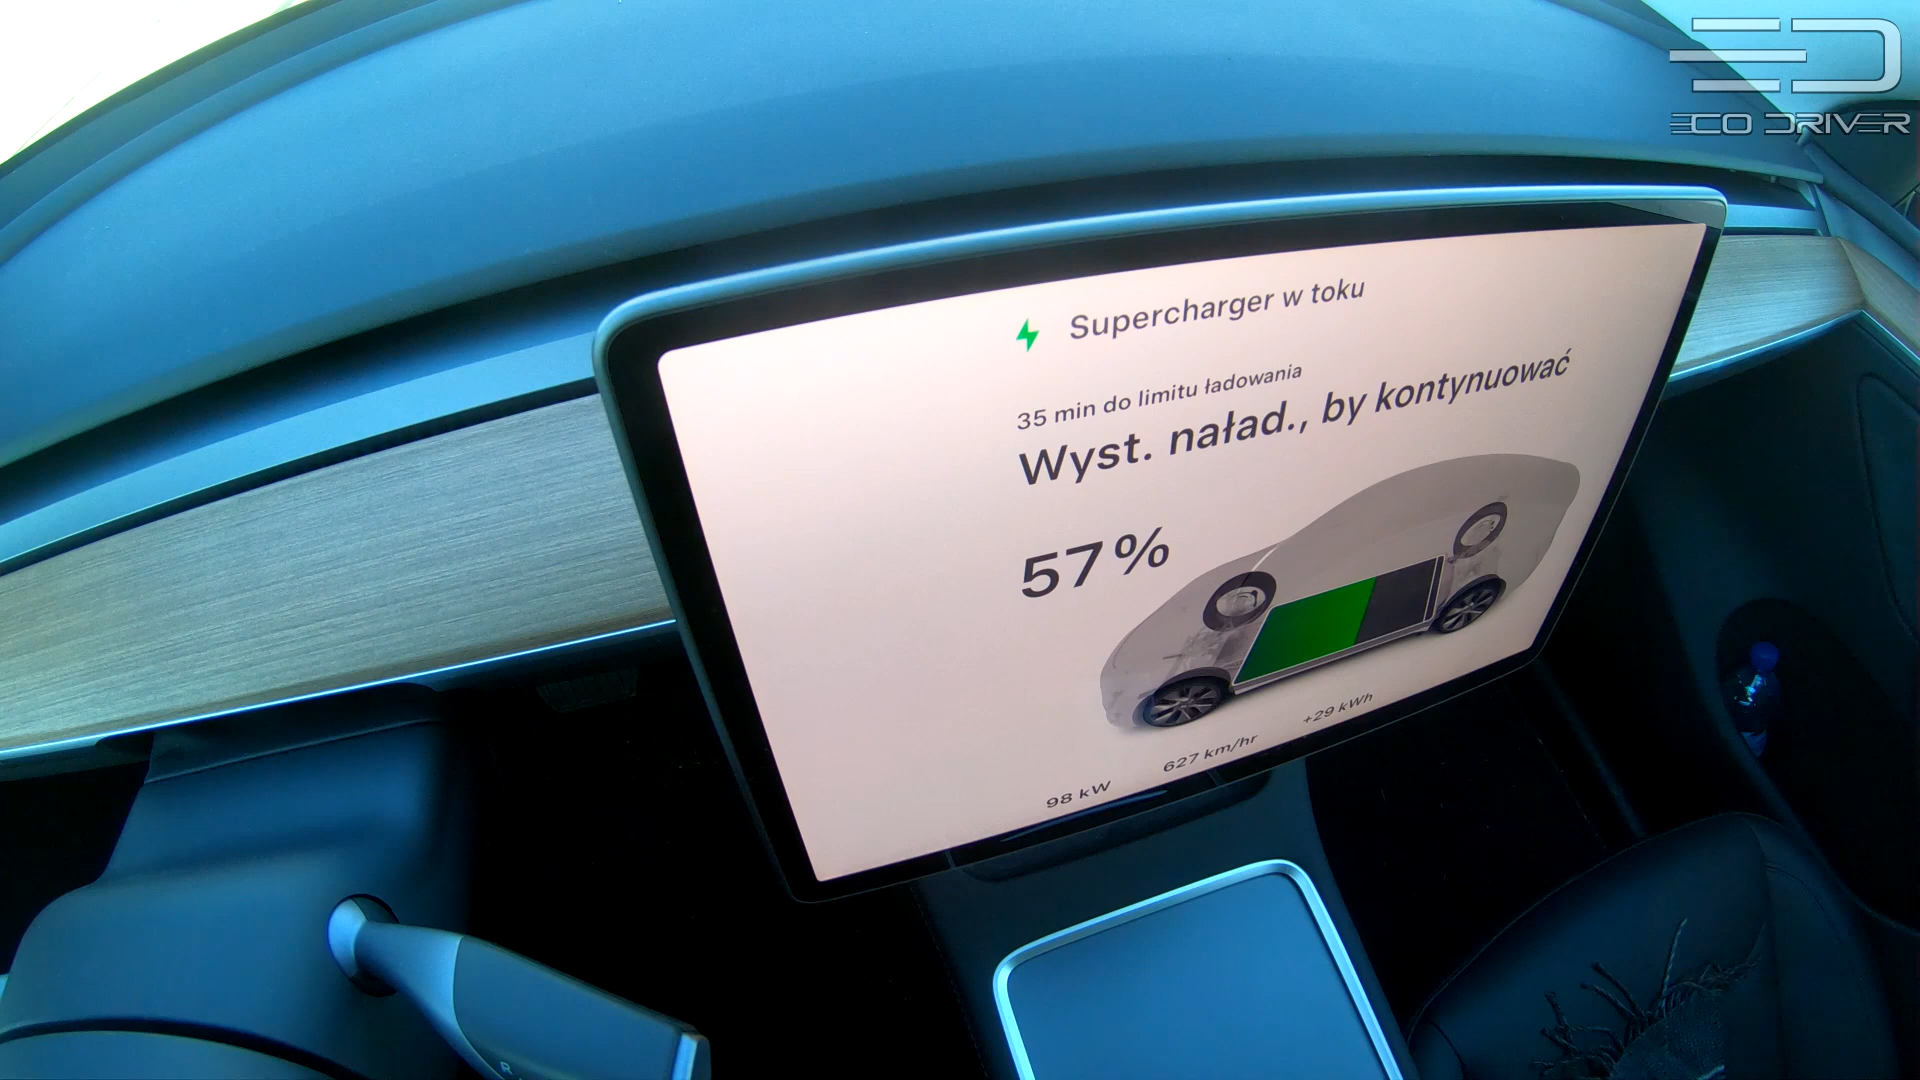 ECO DRIVER
Supercharger w toku
35 min do limitu ładowania
Wyst. naład., by kontynuować
57%
98 kW
627 km/hr
+29 kWh
R